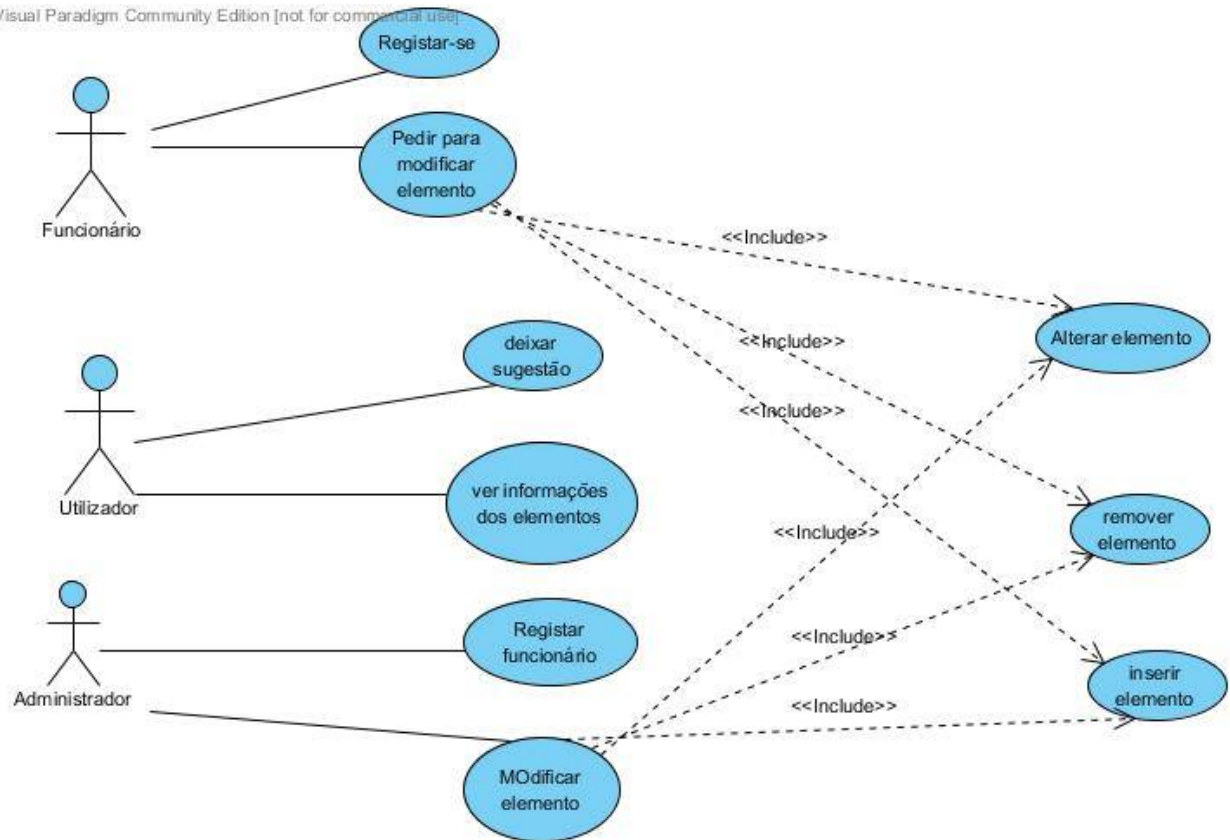 Visual Paradigm Community Edition [not for commercial use]
Registar-se
Pedir para
modificar
elemento
Funcionário
<<Include>>
Alterar elemento
<<Include>>
deixar
sugestão
<<Include>>
Utilizador
ver informações
dos elementos
<<Include>>
remover
elemento
Registar
funcionário
<<Include>>
Administrador
inserir
elemento
<<Include>>
MOdificar
elemento